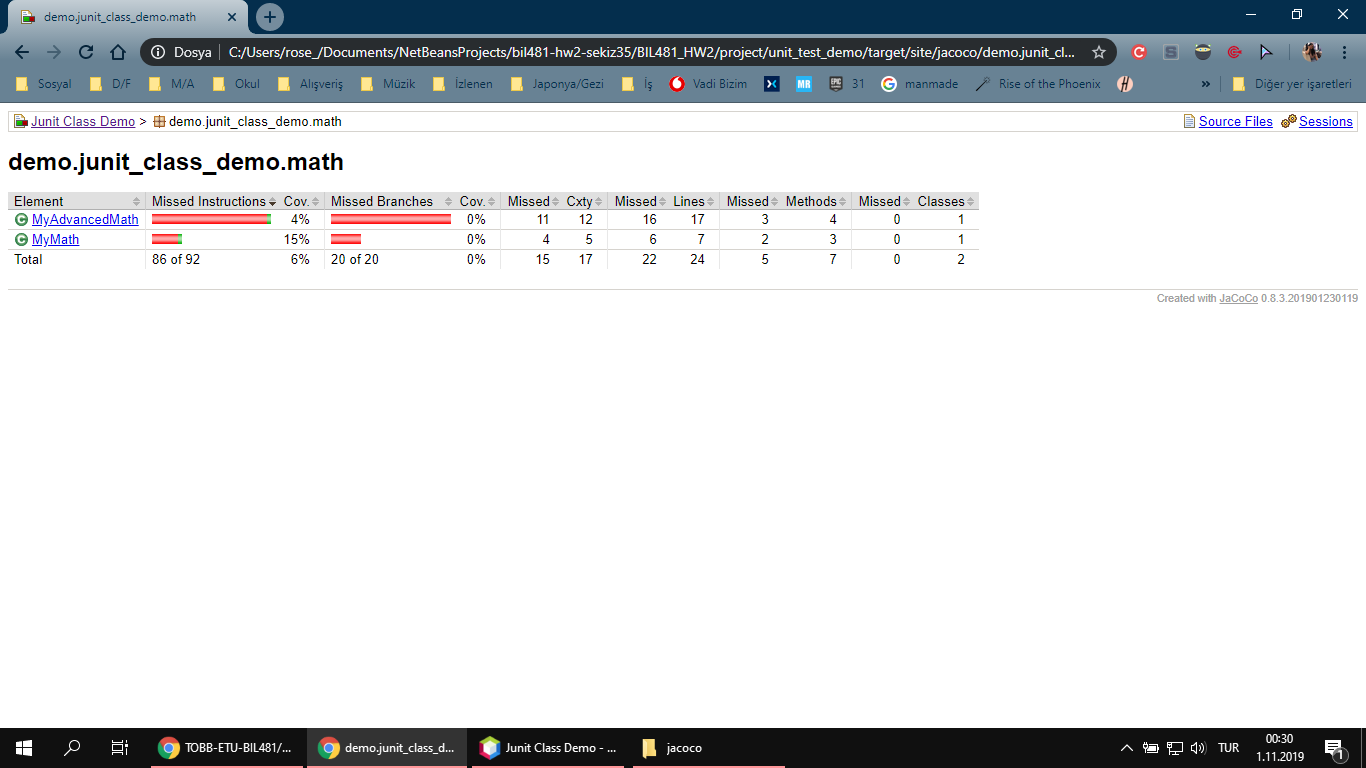 demo.junit_class_demo.math
Dosya C:/Users/rose_/Documents/NetBeansProjects/bil481-hw2-sekiz35/BIL481_HW2/project/unit_test_demo/target/site/jacoco/demo.junit_cl...
Sosyal D/F M/A Okul Alışveriş Müzik İzlenen Japonya/Gezi İş Vadi Bizim MR EPIC 31 manmade Rise of the Phoenix H » Diğer yer işaretleri
Junit Class Demo > demo.junit_class_demo.math Source Files Sessions
demo.junit_class_demo.math
Element Missed Instructions Cov. Missed Branches Cov. Missed Cxty Missed Lines Missed Methods Missed Classes
C MyAdvancedMath 4% 0% 11 12 16 17 3 4 0 1
C MyMath 15% 0% 4 5 6 7 2 3 0 1
Total 86 of 92 6% 20 of 20 0% 15 17 22 24 5 7 0 2
Created with JaCoCo 0.8.3.201901230119
TOBB-ETU-BIL481/... demo.junit_class_d... Junit Class Demo - ... jacoco TUR 00:30
1.11.2019 1